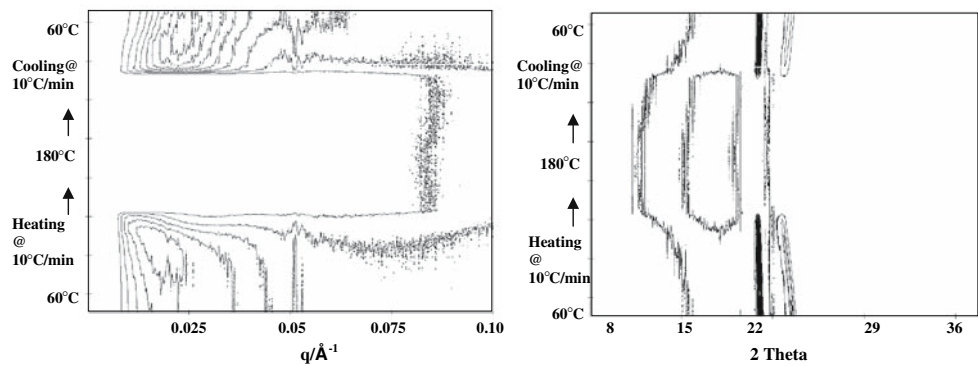 60°C
Cooling@
10°C/min
180°C
Heating
@
10°C/min
60°C
0.025 0.05 0.075 0.10
q/Å⁻¹
60°C
Cooling@
10°C/min
180°C
Heating
@10°C/min
60°C
8 15 22 29 36
2 Theta